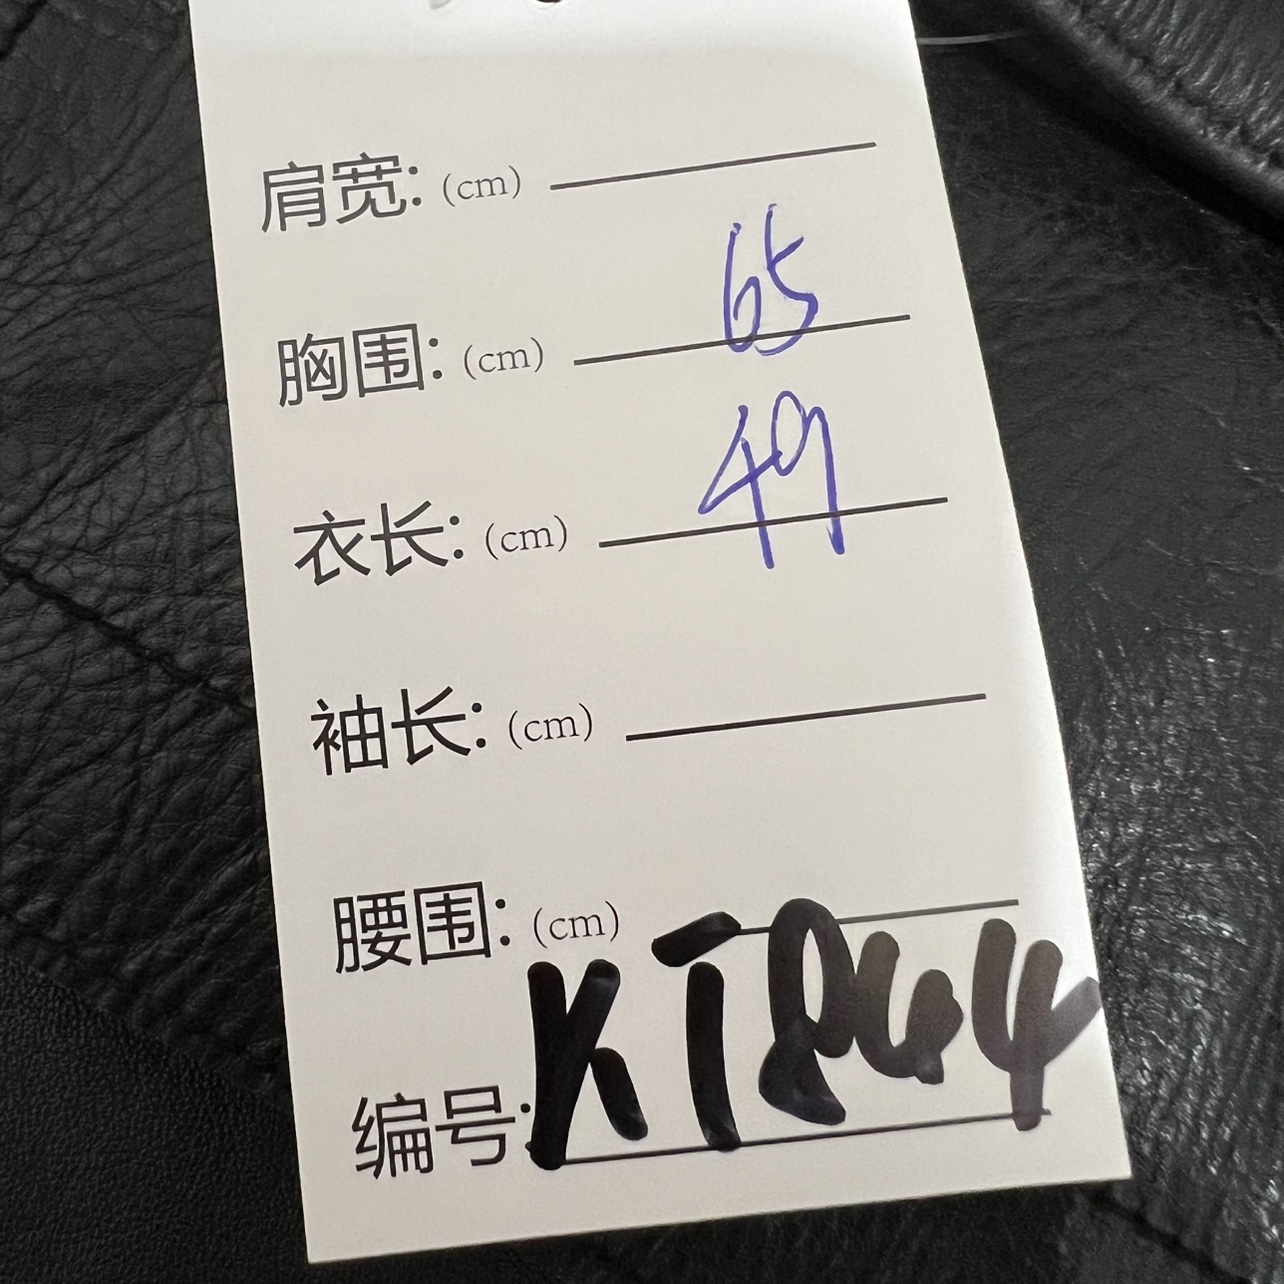 肩宽: (cm)
胸围: (cm) 65
衣长: (cm) 49
袖长: (cm)
腰围: (cm)
编号: KT864